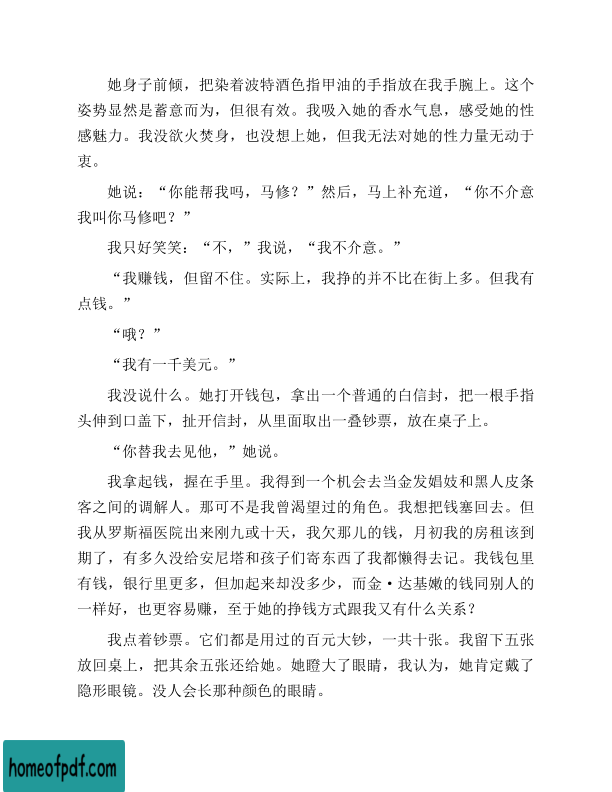 她身子前倾，把染着波特酒色指甲油的手指放在我手腕上。这个
姿势显然是蓄意而为，但很有效。我吸入她的香水气息，感受她的性
感魅力。我没欲火焚身，也没想上她，但我无法对她的性力量无动于
衷。
她说：“你能帮我吗，马修？”然后，马上补充道，“你不介意
我叫你马修吧？”
我只好笑笑：“不，”我说，“我不介意。”
“我赚钱，但留不住。实际上，我挣的并不比在街上多。但我有
点钱。”
“哦？”
“我有一千美元。”
我没说什么。她打开钱包，拿出一个普通的白信封，把一根手指
头伸到口盖下，扯开信封，从里面取出一叠钞票，放在桌子上。
“你替我去见他，”她说。
我拿起钱，握在手里。我得到一个机会去当金发娼妓和黑人皮条
客之间的调解人。那可不是我曾渴望过的角色。我想把钱塞回去。但
我从罗斯福医院出来刚九或十天，我欠那儿的钱，月初我的房租该到
期了，有多久没给安尼塔和孩子们寄东西了我都懒得去记。我钱包里
有钱，银行里更多，但加起来却没多少，而金·达基嫩的钱同别人的
一样好，也更容易赚，至于她的挣钱方式跟我又有什么关系？
我点着钞票。它们都是用过的百元大钞，一共十张。我留下五张
放回桌上，把其余五张还给她。她瞪大了眼睛，我认为，她肯定戴了
隐形眼镜。没人会长那种颜色的眼睛。
homeofpdf.com